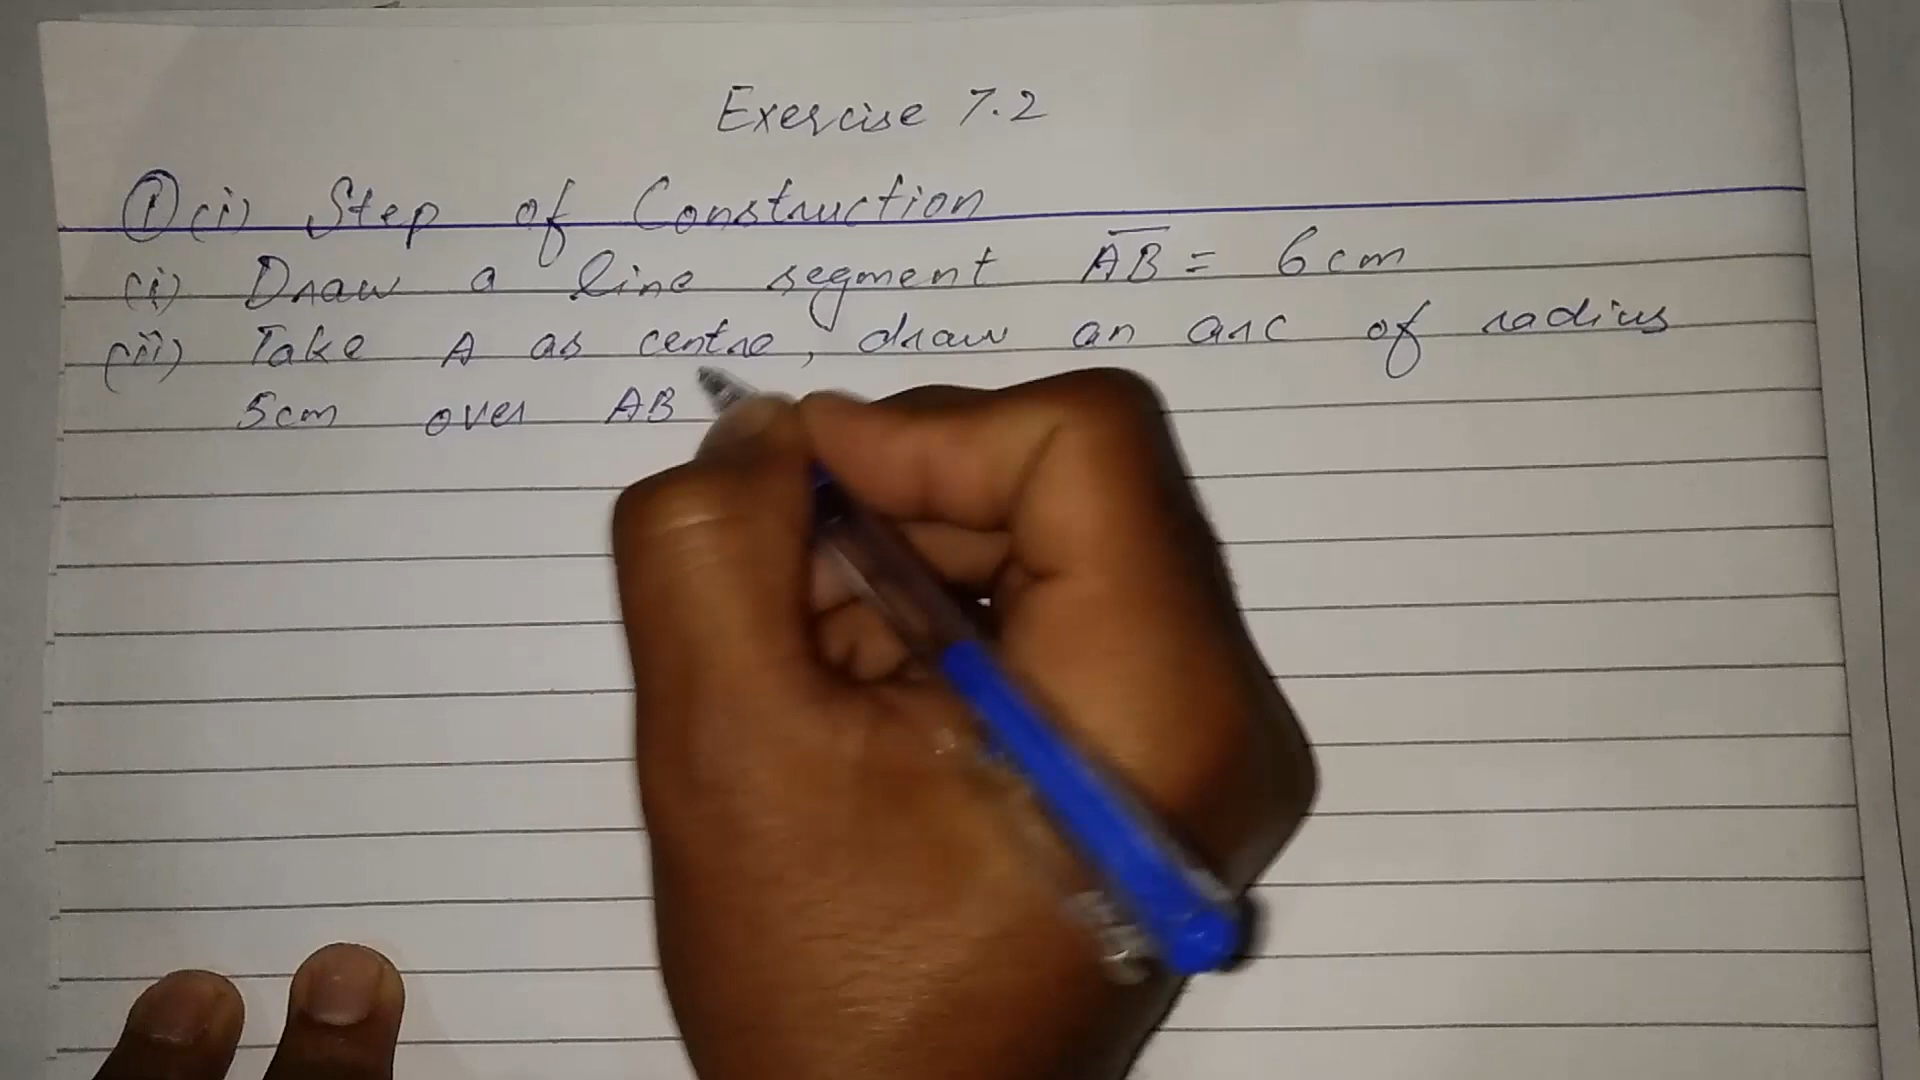 Exercise 7.2
① (i) Step of Construction
(i) Draw a line segment A̅B̅ = 6cm
(ii) Take A as centre, draw an arc of radius
5cm over AB